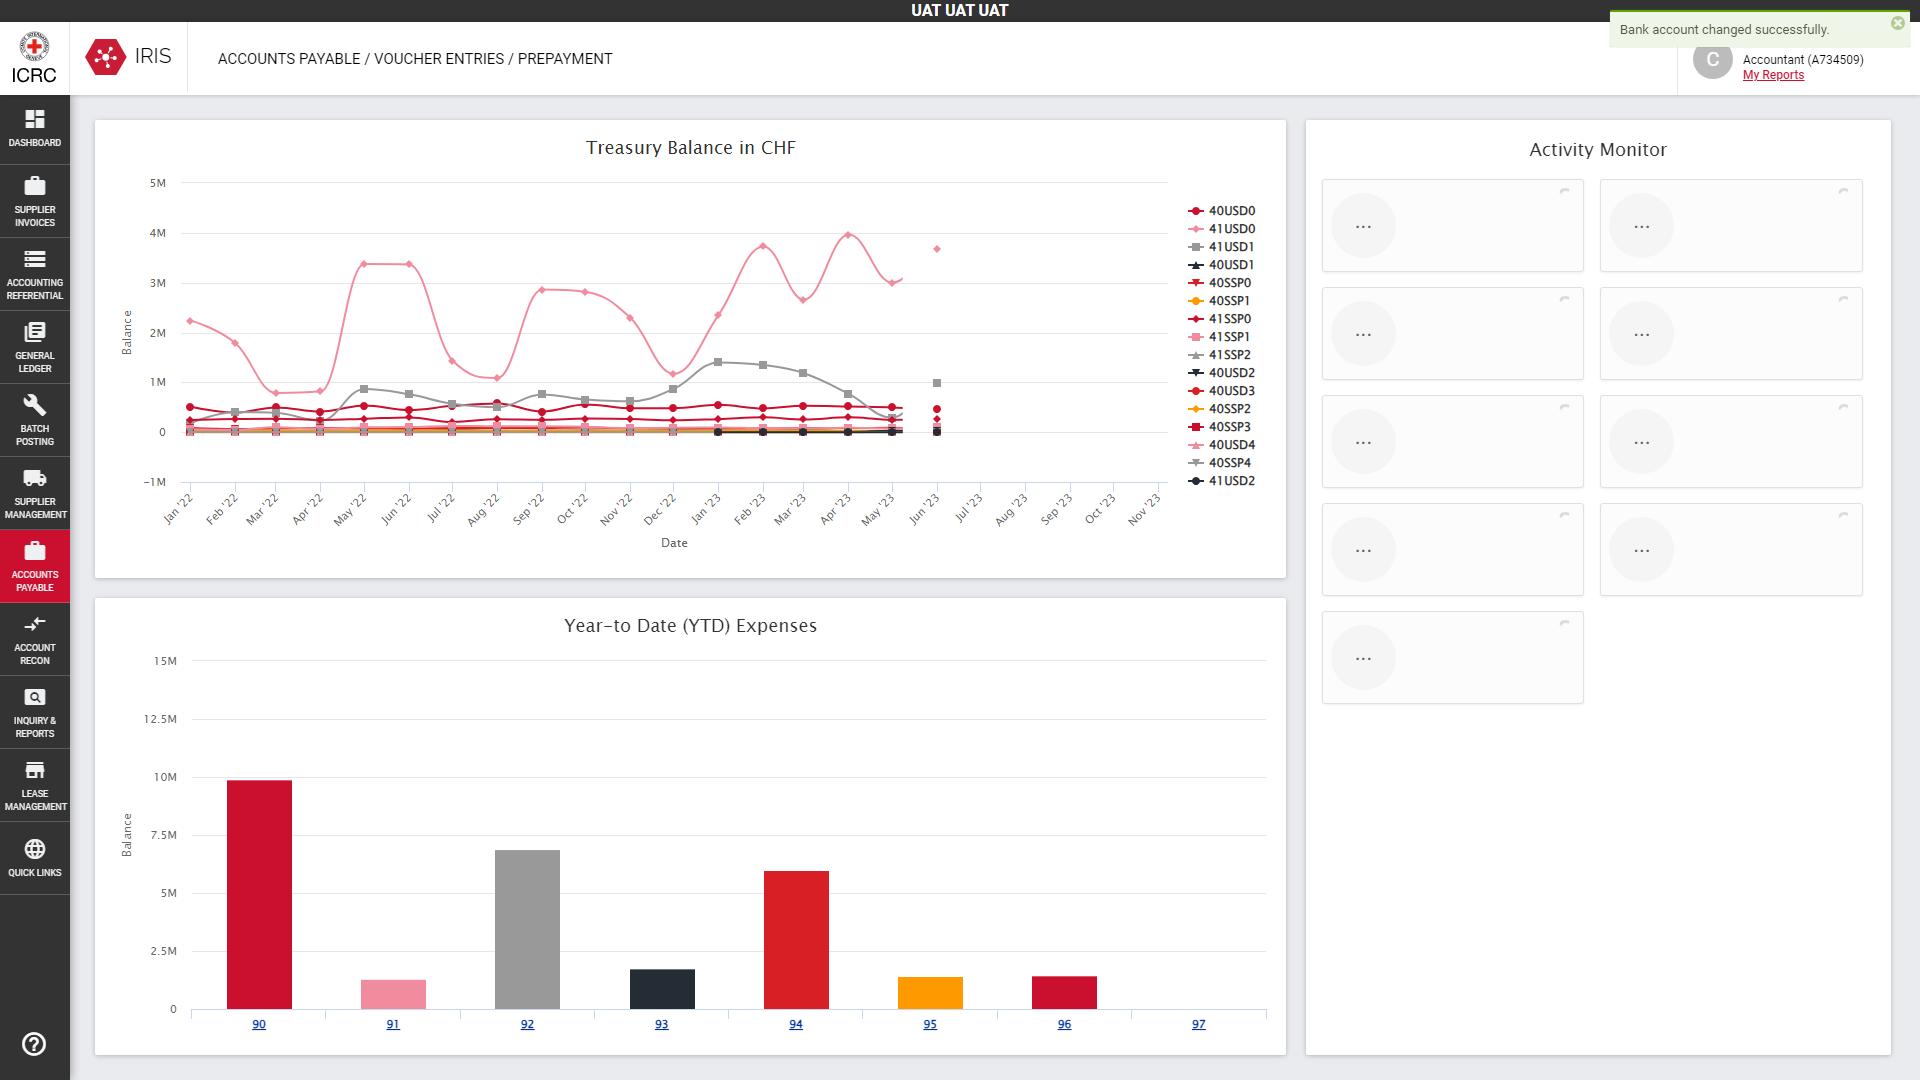 UAT UAT UAT
Bank account changed successfully.
ICRC
IRIS
ACCOUNTS PAYABLE / VOUCHER ENTRIES / PREPAYMENT
C
Accountant (A734509)
My Reports
DASHBOARD
SUPPLIER
INVOICES
ACCOUNTING
REFERENTIAL
GENERAL
LEDGER
BATCH
POSTING
SUPPLIER
MANAGEMENT
ACCOUNTS
PAYABLE
ACCOUNT
RECON
INQUIRY &
REPORTS
LEASE
MANAGEMENT
QUICK LINKS
Treasury Balance in CHF
5M
4M
3M
2M
1M
0
-1M
Balance
Jan '22
Feb '22
Mar '22
Apr '22
May '22
Jun '22
Jul '22
Aug '22
Sep '22
Oct '22
Nov '22
Dec '22
Jan '23
Feb '23
Mar '23
Apr '23
May '23
Jun '23
Jul '23
Aug '23
Sep '23
Oct '23
Nov '23
Date
40USD0
41USD0
41USD1
40USD1
40SSP0
40SSP1
41SSP0
41SSP1
41SSP2
40USD2
40USD3
40SSP2
40SSP3
40USD4
40SSP4
41USD2
Year-to Date (YTD) Expenses
15M
12.5M
10M
7.5M
5M
2.5M
0
Balance
90
91
92
93
94
95
96
97
Activity Monitor
...
...
...
...
...
...
...
...
...